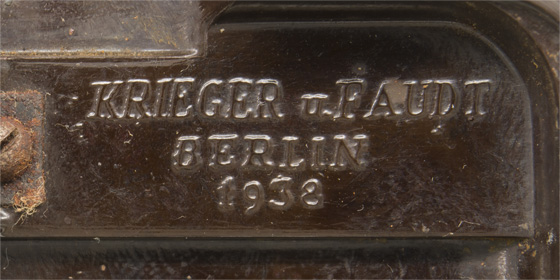 KRIEGER u. FAUDT
BERLIN
1938